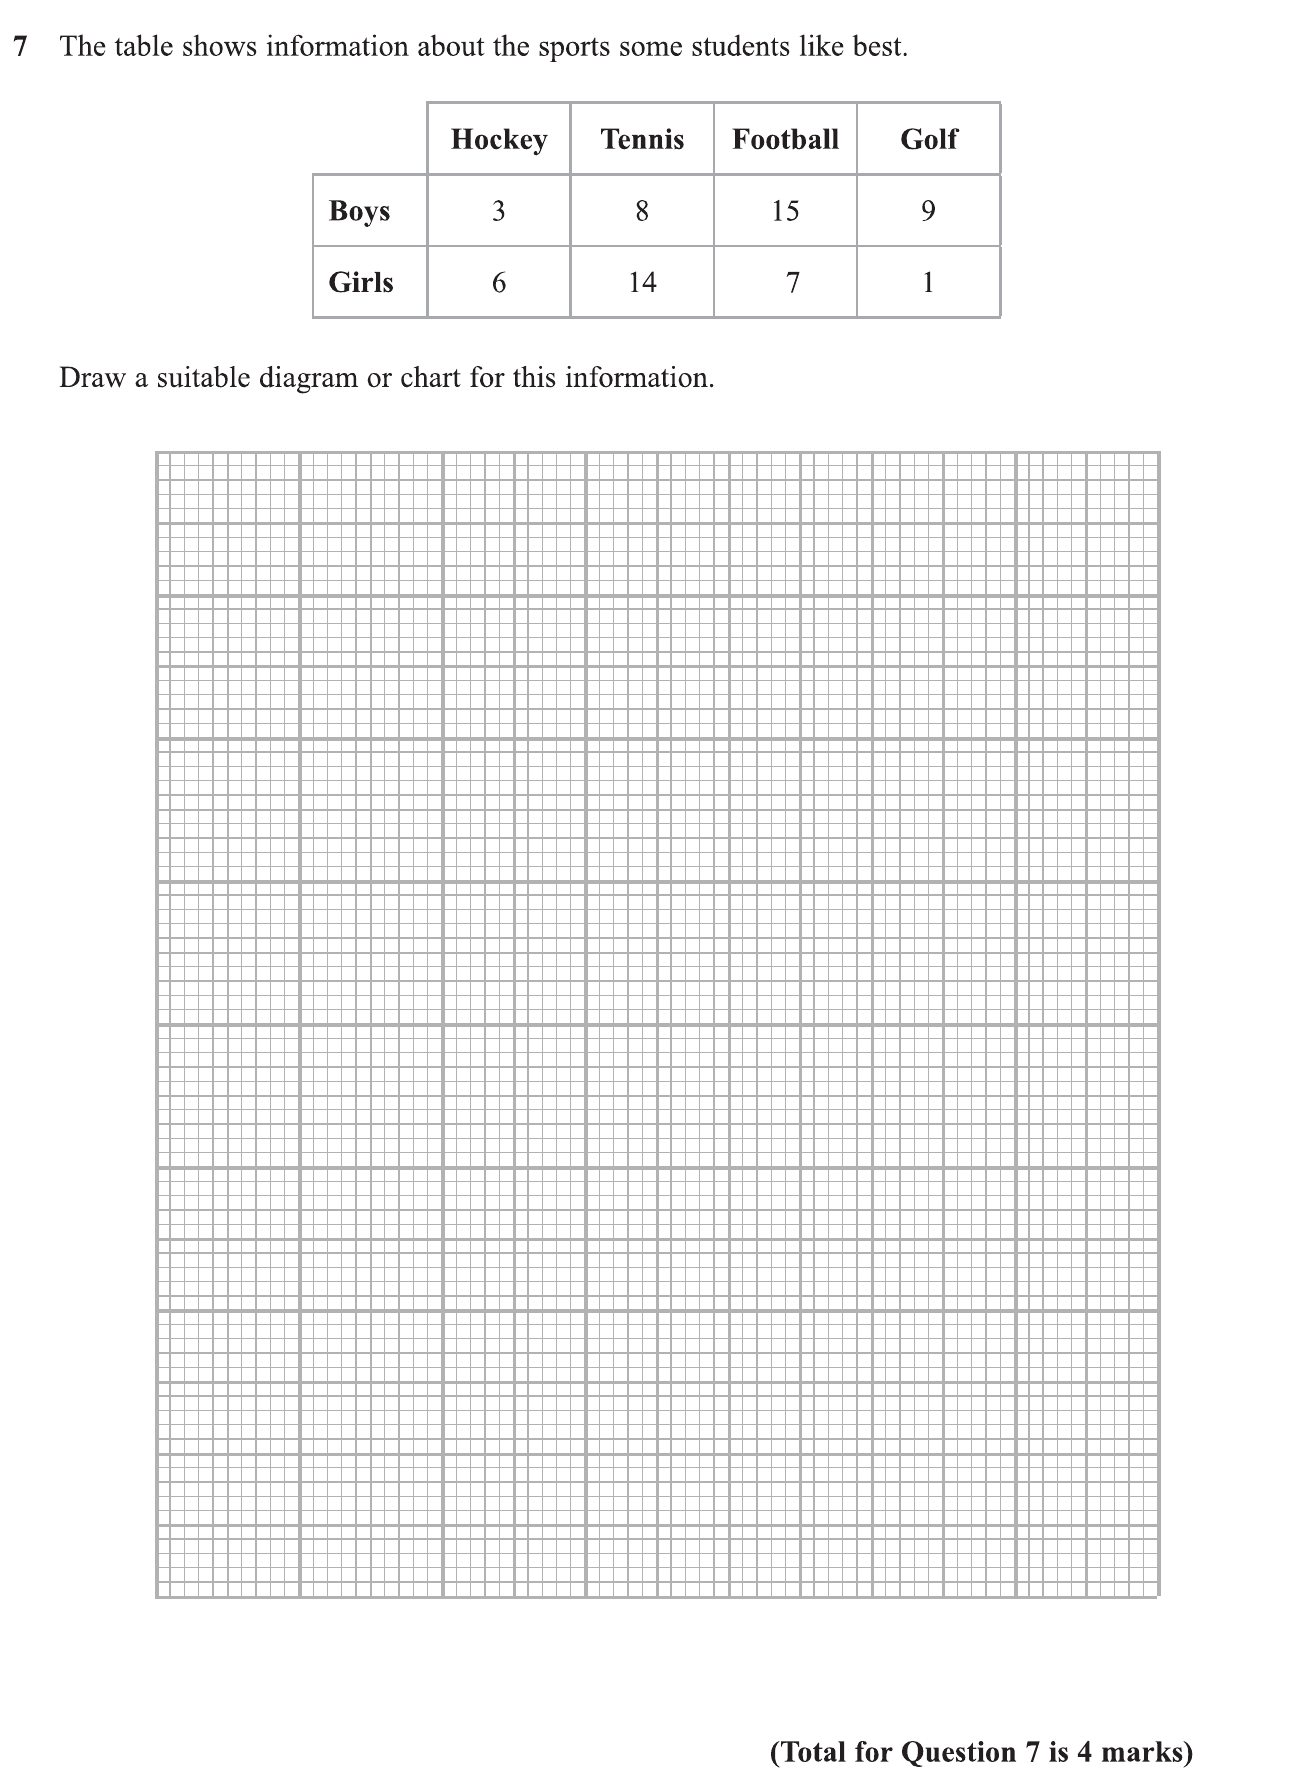 7 The table shows information about the sports some students like best.
Hockey Tennis Football Golf
Boys 3 8 15 9
Girls 6 14 7 1
Draw a suitable diagram or chart for this information.
(Total for Question 7 is 4 marks)